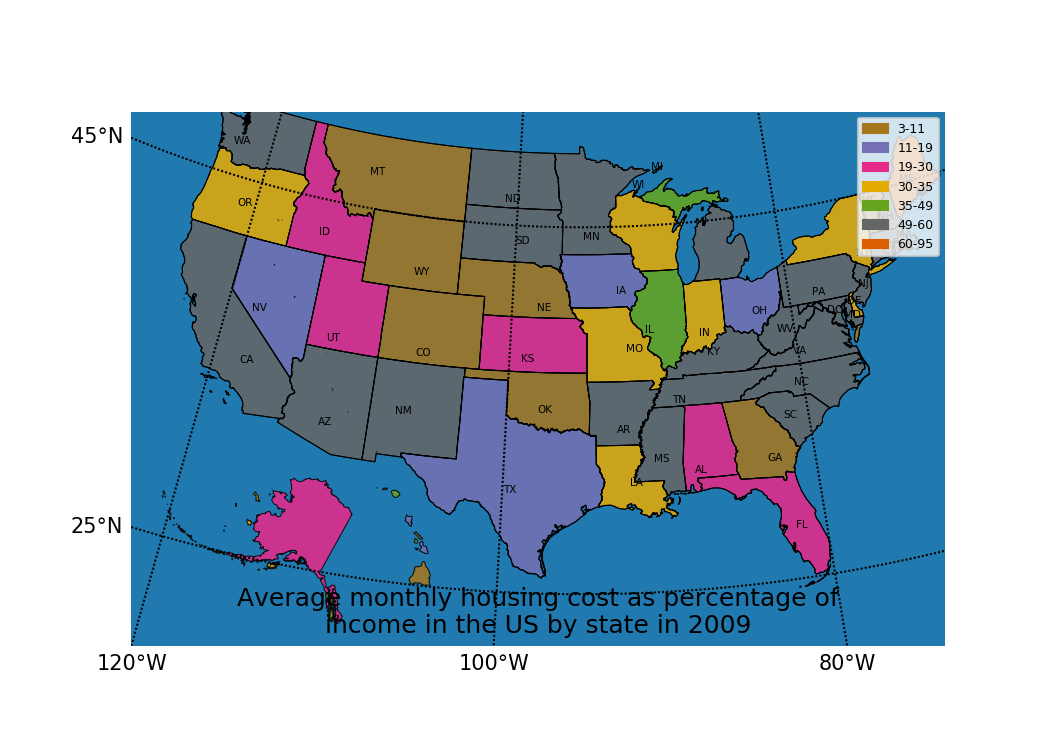 45°N
25°N
120°W
100°W
80°W
3-11
11-19
19-30
30-35
35-49
49-60
60-95
WA
MT
ND
MN
WI
MI
OR
ID
SD
WY
IA
NE
NV
UT
CO
KS
IL
IN
OH
PA
NJ
DE
DC
MD
WV
VA
KY
MO
CA
AZ
NM
OK
AR
TN
NC
SC
MS
AL
GA
TX
LA
FL
Average monthly housing cost as percentage of
income in the US by state in 2009